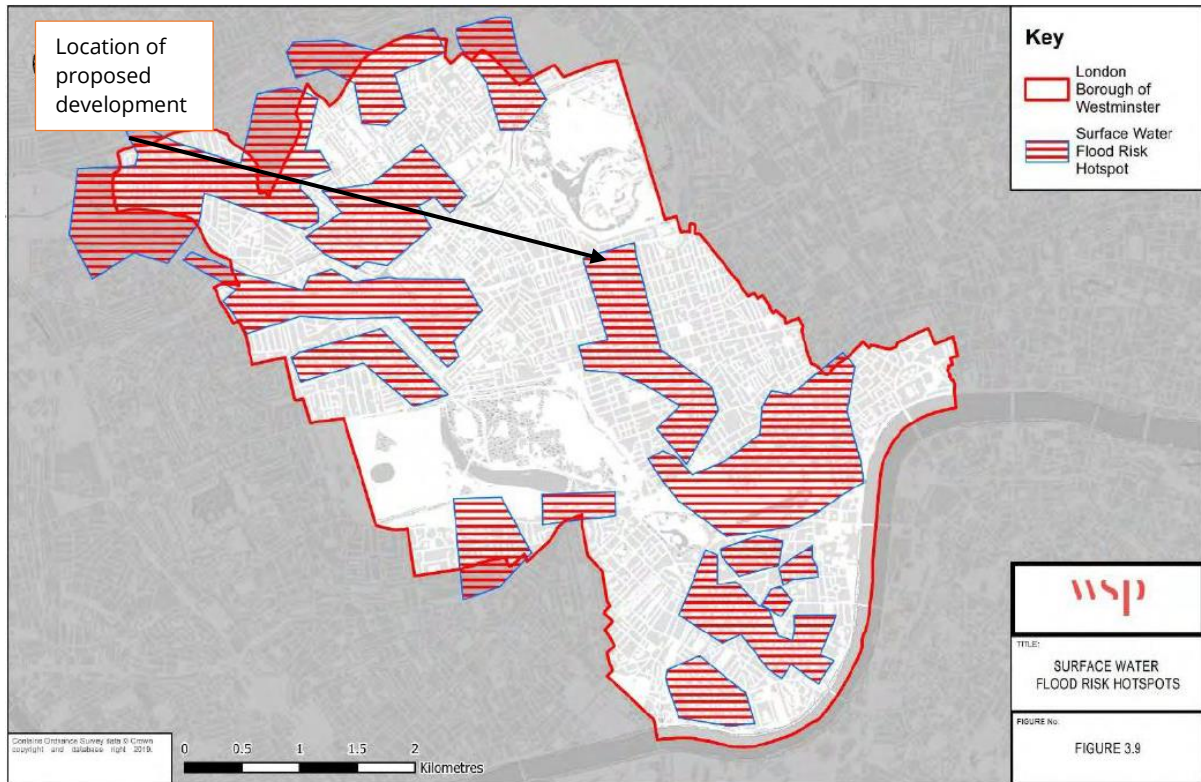 Location of
proposed
development
Key
London
Borough of
Westminster
Surface Water
Flood Risk
Hotspot
wsp
TITLE:
SURFACE WATER
FLOOD RISK HOTSPOTS
FIGURE No:
FIGURE 3.9
Contains Ordnance Survey data © Crown
copyright and database right 2019.
0 0.5 1 1.5 2
Kilometres